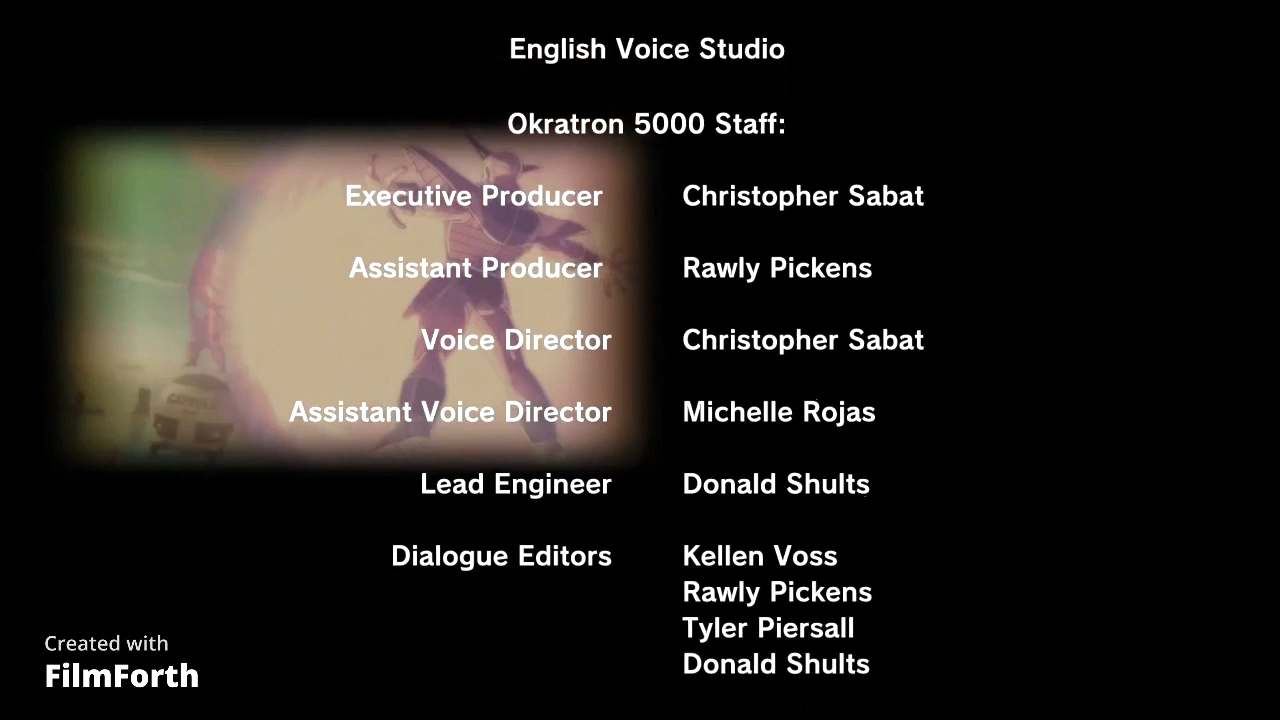 English Voice Studio
Okratron 5000 Staff:
Executive Producer Christopher Sabat
Assistant Producer Rawly Pickens
Voice Director Christopher Sabat
Assistant Voice Director Michelle Rojas
Lead Engineer Donald Shults
Dialogue Editors Kellen Voss
Rawly Pickens
Tyler Piersall
Donald Shults
Created with
FilmForth